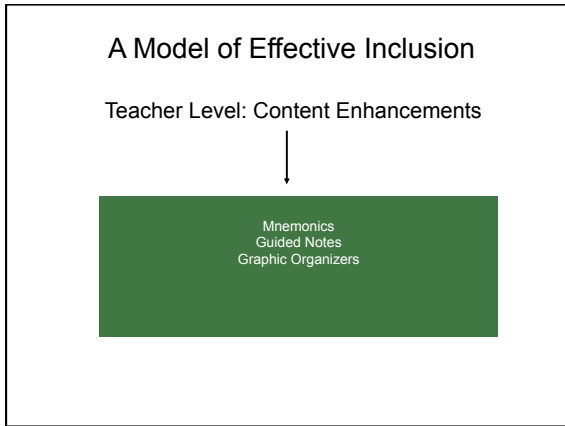 A Model of Effective Inclusion
Teacher Level: Content Enhancements
Mnemonics
Guided Notes
Graphic Organizers